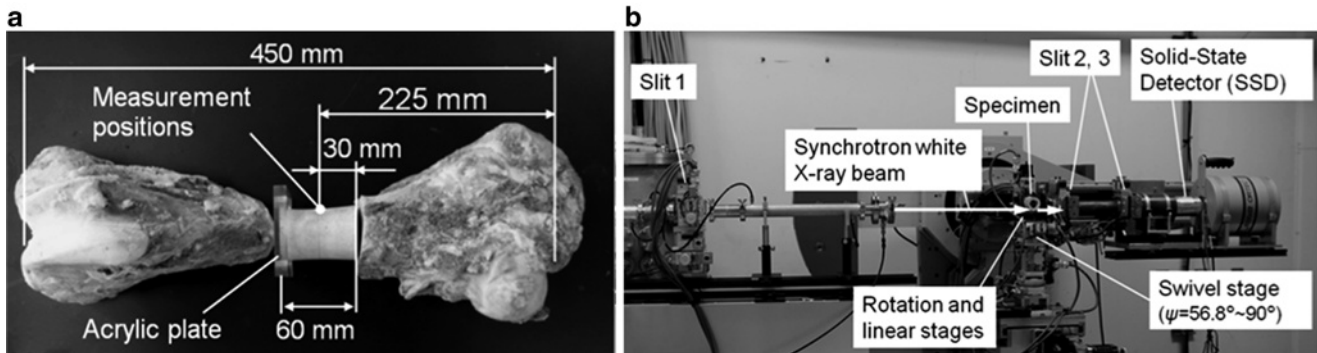 a
450 mm
Measurement
positions
225 mm
30 mm
Acrylic plate
60 mm
b
Slit 1
Synchrotron white
X-ray beam
Specimen
Slit 2, 3
Solid-State
Detector (SSD)
Rotation and
linear stages
Swivel stage
(ψ=56.8°~90°)